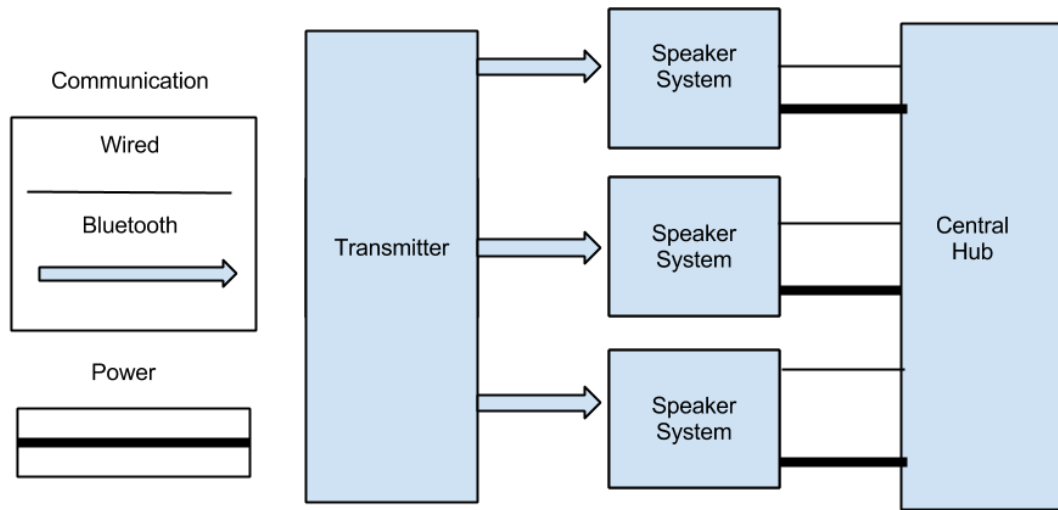 Communication
Wired
Bluetooth
Power
Transmitter
Speaker
System
Speaker
System
Speaker
System
Central
Hub